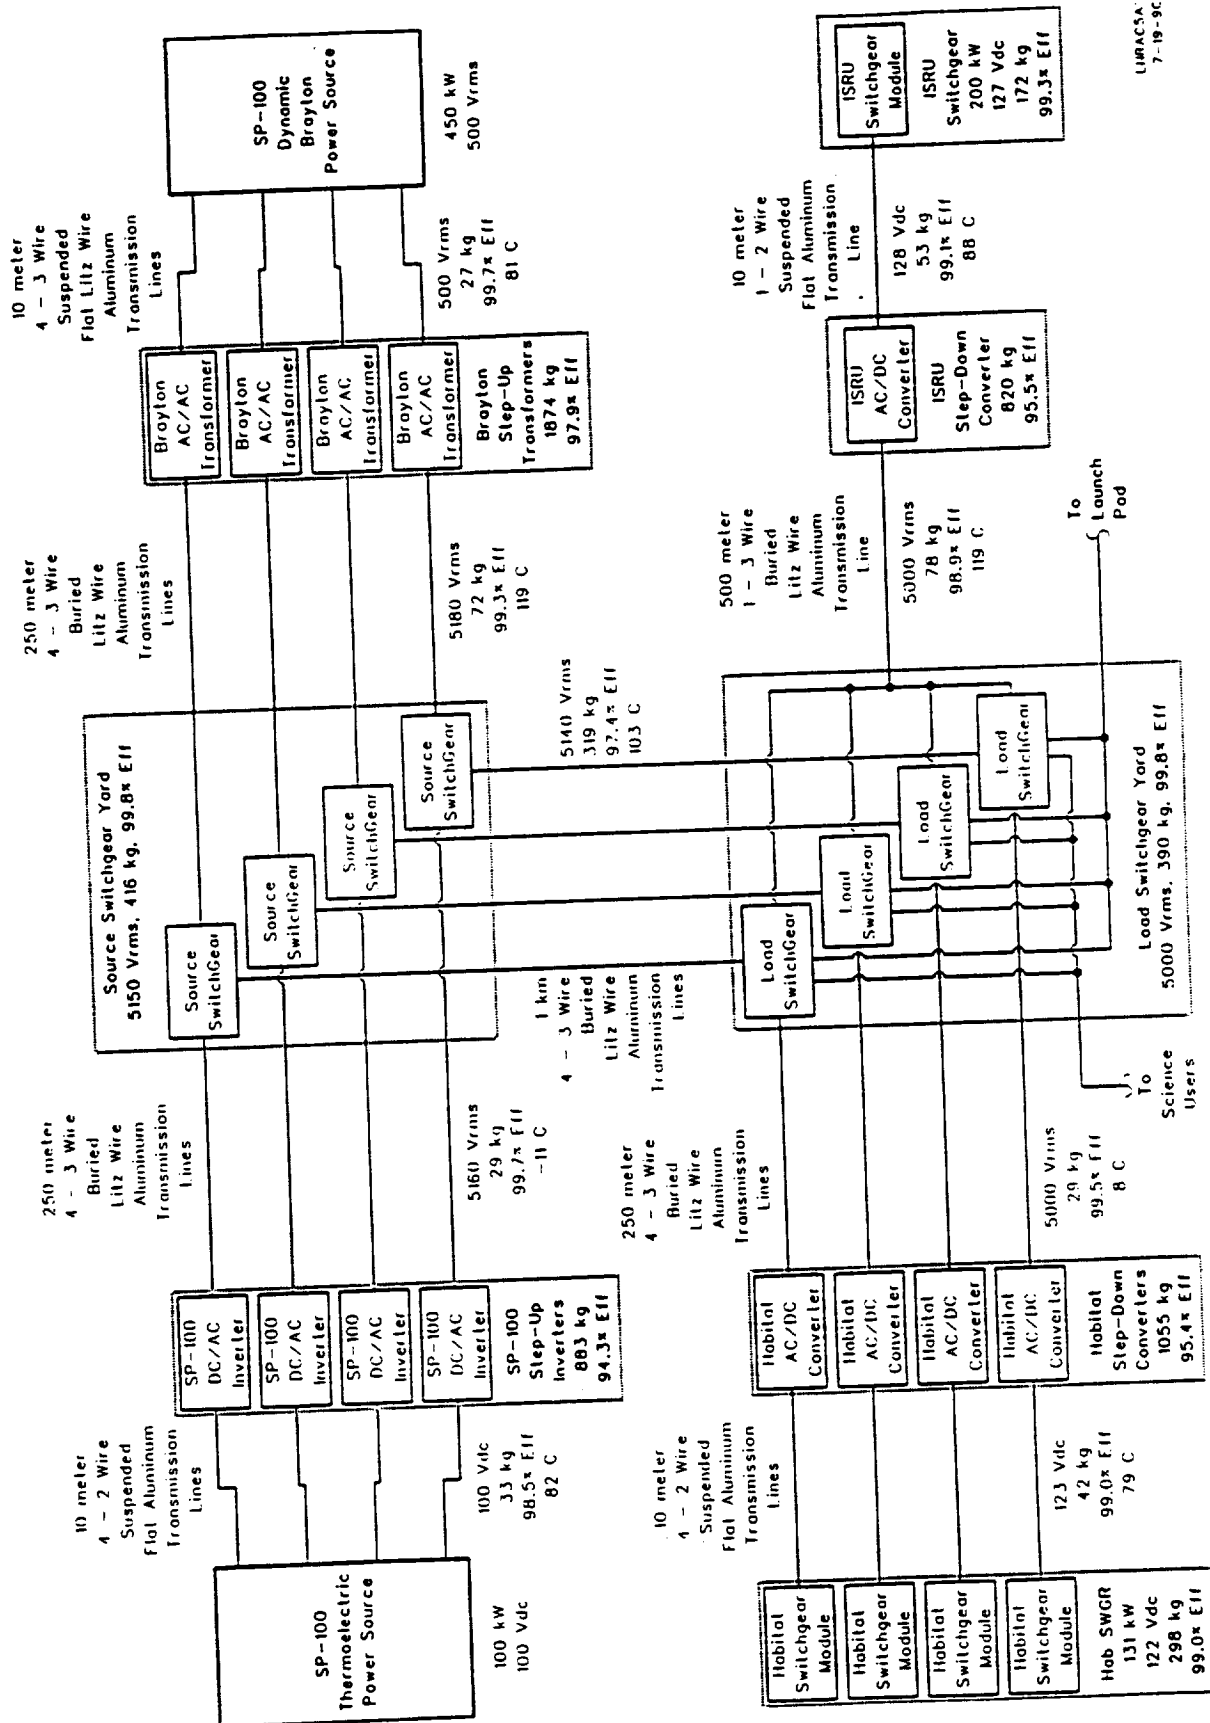 10 meter
4 - 2 Wire
Suspended
Flat Aluminum
Transmission
Lines
250 meter
4 - 3 Wire
Buried
Litz Wire
Aluminum
Transmission
Lines
Source Switchgear Yard
5150 Vrms, 416 kg, 99.8% Eff
250 meter
4 - 3 Wire
Buried
Litz Wire
Aluminum
Transmission
Lines
10 meter
4 - 3 Wire
Suspended
Flat Litz Wire
Aluminum
Transmission
Lines
SP-100
Thermoelectric
Power Source
100 kW
100 Vdc
100 Vdc
33 kg
98.5% Eff
82 C
SP-100
DC/AC
Inverter
SP-100
DC/AC
Inverter
SP-100
DC/AC
Inverter
SP-100
DC/AC
Inverter
SP-100
Step-Up
Inverters
883 kg
94.3% Eff
5160 Vrms
29 kg
99.7% Eff
-11 C
Source
SwitchGear
Source
SwitchGear
Source
SwitchGear
Source
SwitchGear
5180 Vrms
72 kg
99.3% Eff
119 C
Brayton
AC/AC
Transformer
Brayton
AC/AC
Transformer
Brayton
AC/AC
Transformer
Brayton
AC/AC
Transformer
Brayton
Step-Up
Transformers
1874 kg
97.9% Eff
500 Vrms
27 kg
99.7% Eff
81 C
SP-100
Dynamic
Brayton
Power Source
450 kW
500 Vrms
1 km
4 - 3 Wire
Buried
Litz Wire
Aluminum
Transmission
Lines
5140 Vrms
319 kg
97.4% Eff
103 C
10 meter
4 - 2 Wire
Suspended
Flat Aluminum
Transmission
Lines
250 meter
4 - 3 Wire
Buried
Litz Wire
Aluminum
Transmission
Lines
500 meter
1 - 3 Wire
Buried
Litz Wire
Aluminum
Transmission
Line
10 meter
1 - 2 Wire
Suspended
Flat Aluminum
Transmission
Line
Habitat
Switchgear
Module
Habitat
Switchgear
Module
Habitat
Switchgear
Module
Habitat
Switchgear
Module
Hab SWGR
131 kW
122 Vdc
298 kg
99.0% Eff
123 Vdc
42 kg
99.0% Eff
79 C
Habitat
AC/DC
Converter
Habitat
AC/DC
Converter
Habitat
AC/DC
Converter
Habitat
AC/DC
Converter
Habitat
Step-Down
Converters
1055 kg
95.4% Eff
5000 Vrms
29 kg
99.5% Eff
8 C
Load
SwitchGear
Load
SwitchGear
Load
SwitchGear
Load
SwitchGear
To
Science
Users
Load Switchgear Yard
5000 Vrms, 390 kg, 99.8% Eff
To
Launch
Pad
5000 Vrms
78 kg
98.9% Eff
119 C
ISRU
AC/DC
Converter
ISRU
Step-Down
Converter
820 kg
95.5% Eff
128 Vdc
53 kg
99.1% Eff
88 C
ISRU
Switchgear
Module
ISRU
Switchgear
200 kW
127 Vdc
172 kg
99.3% Eff
7-19-90